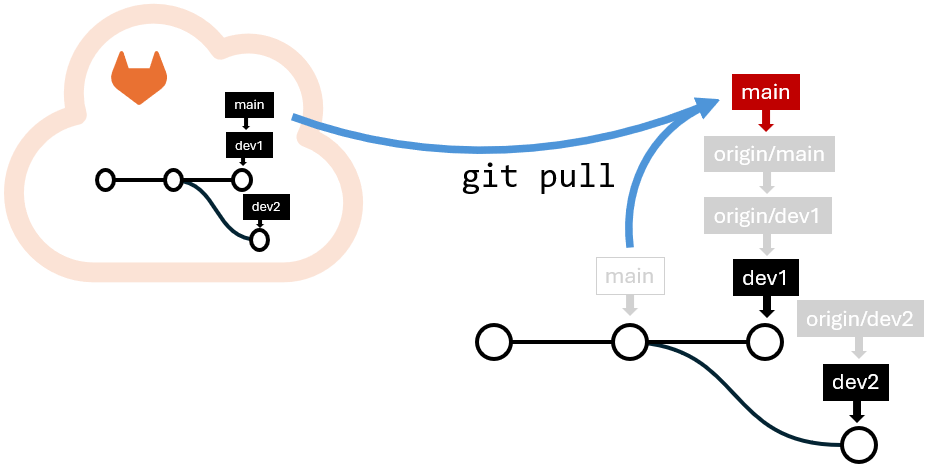 main
dev1
dev2
git pull
main
origin/main
origin/dev1
main
dev1
origin/dev2
dev2